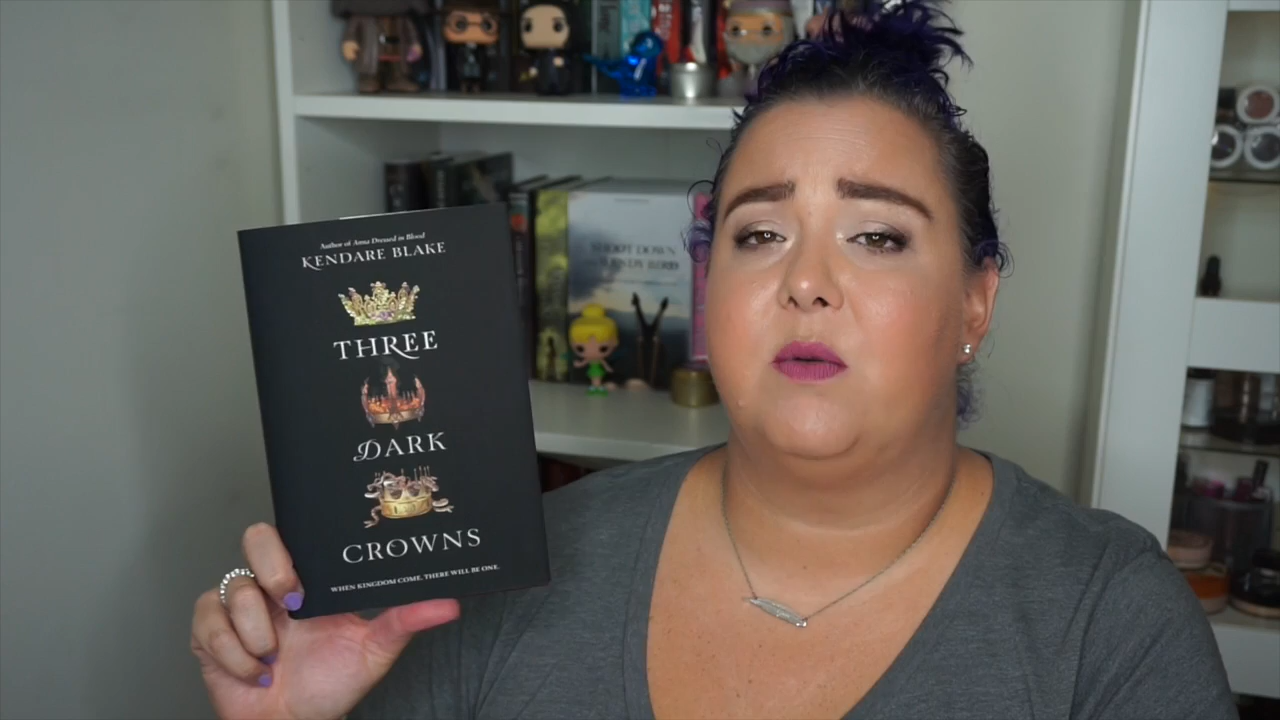 Author of Anna Dressed in Blood
KENDARE BLAKE
THREE
DARK
CROWNS
WHEN KINGDOM COME, THERE WILL BE ONE.